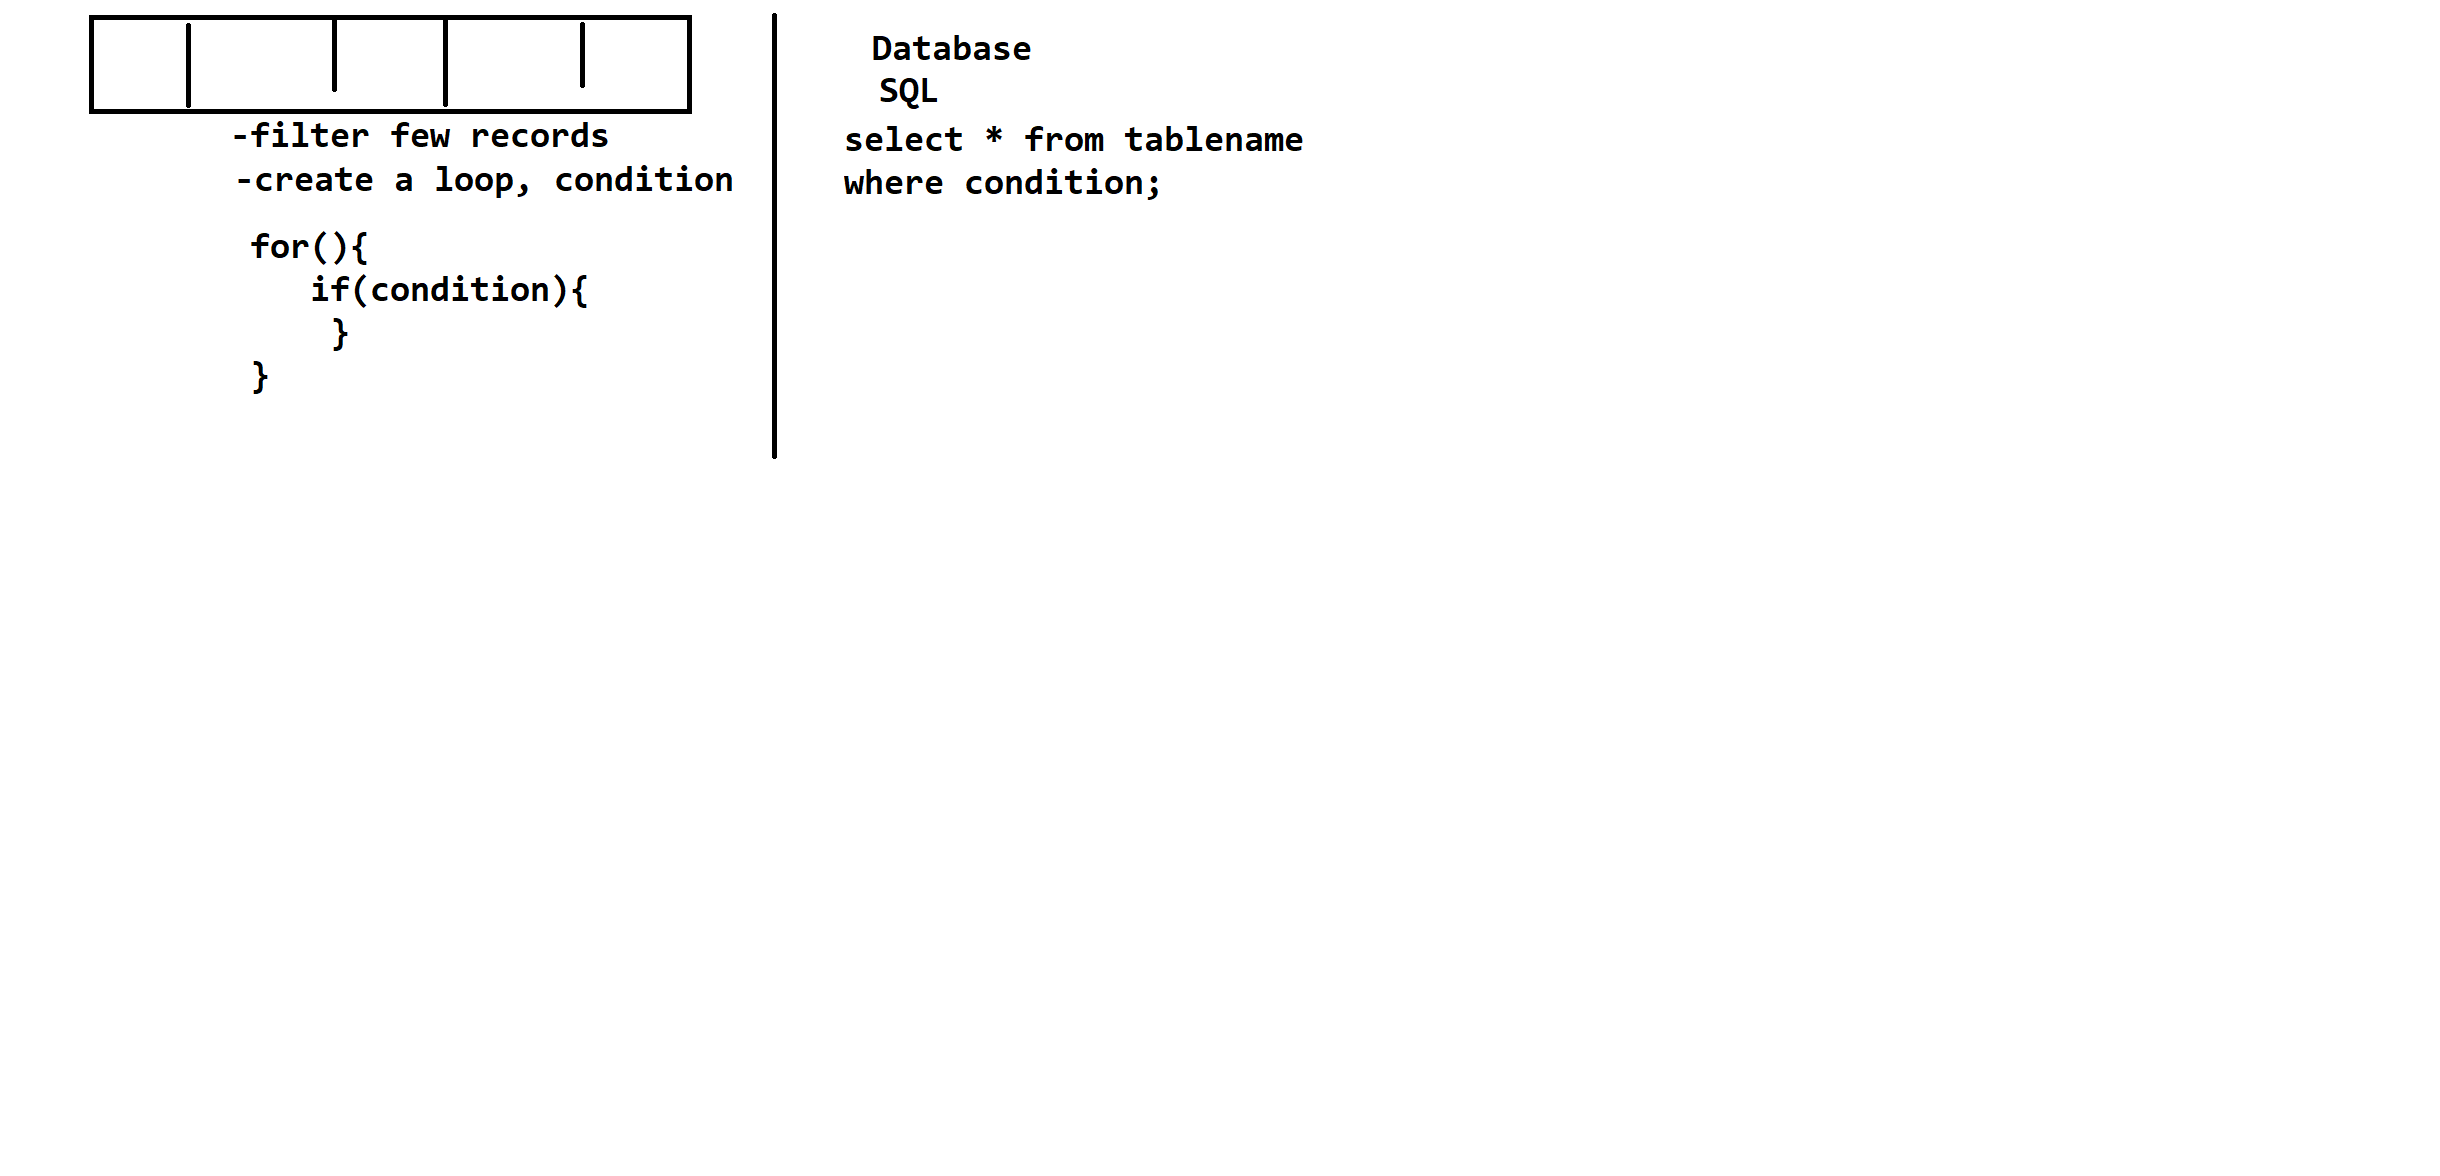 -filter few records
-create a loop, condition
for(){
if(condition){
}
}
Database
SQL
select * from tablename
where condition;